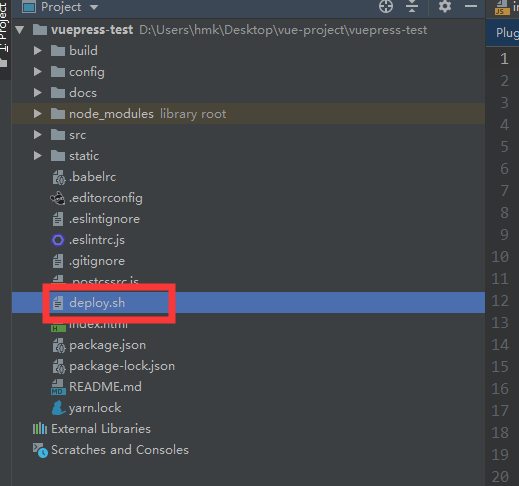 1: Project
Project
vuepress-test D:\Users\hmk\Desktop\vue-project\vuepress-test
build
config
docs
node_modules library root
src
static
.babelrc
.editorconfig
.eslintignore
.eslintrc.js
.gitignore
.postcssrc.js
deploy.sh
index.html
package.json
package-lock.json
README.md
yarn.lock
External Libraries
Scratches and Consoles
Plug
1
2
3
4
5
6
7
8
9
10
11
12
13
14
15
16
17
18
19
20